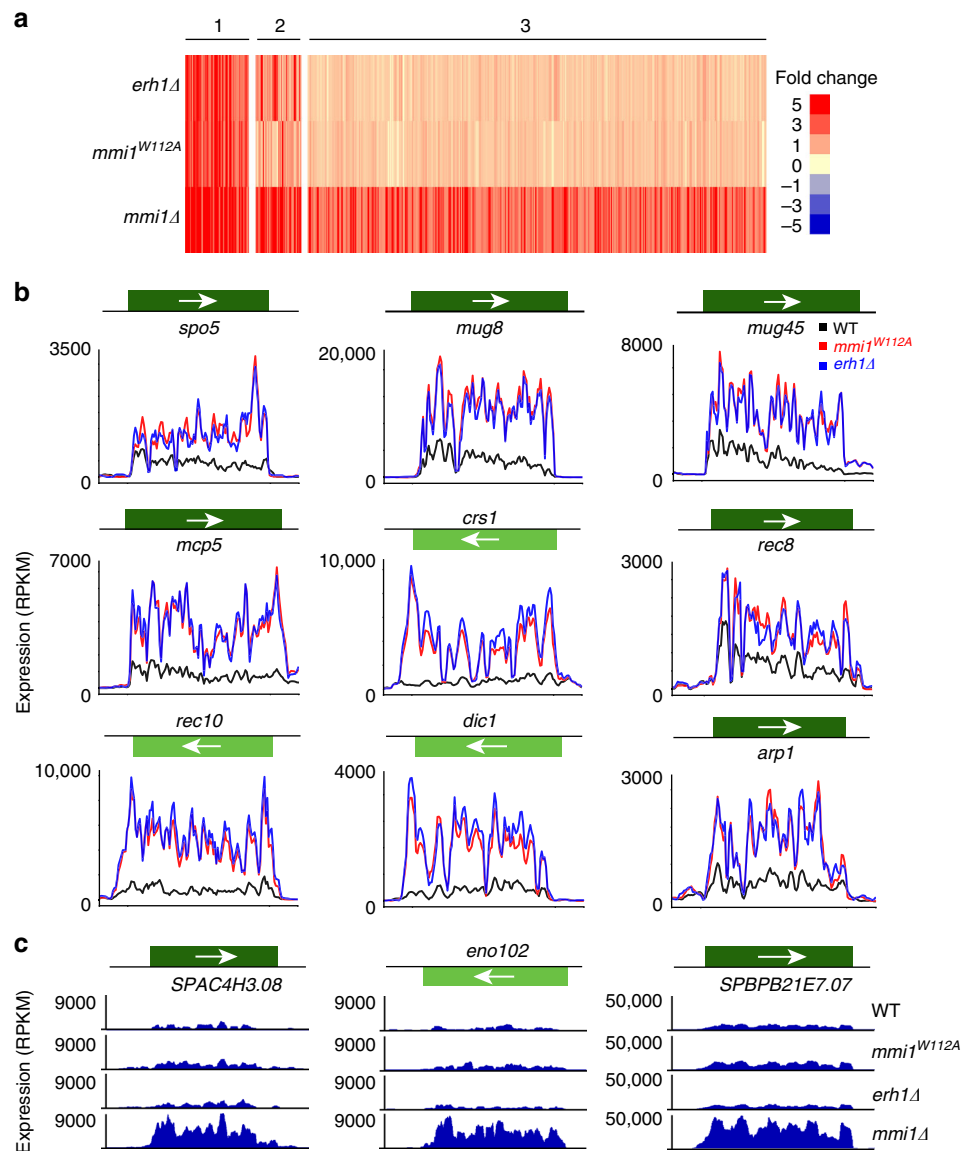 a
1 2 3
erh1Δ
mmi1W112A
mmi1Δ
Fold change
5
3
1
0
–1
–3
–5
b
spo5 mug8 mug45
WT
mmi1W112A
erh1Δ
3500 20,000 8000
0 0 0
mcp5 crs1 rec8
Expression (RPKM)
7000 10,000 3000
0 0 0
rec10 dic1 arp1
10,000 4000 3000
0 0 0
c
SPAC4H3.08 eno102 SPBPB21E7.07
Expression (RPKM)
9000 9000 50,000 WT
9000 9000 50,000 mmi1W112A
9000 9000 50,000 erh1Δ
9000 9000 50,000 mmi1Δ